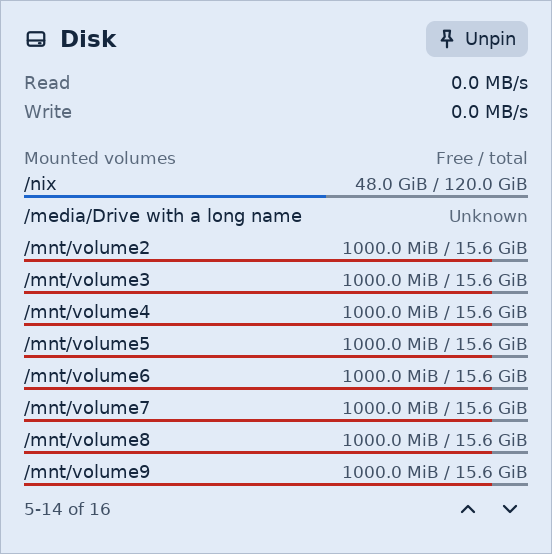 Disk Unpin
Read 0.0 MB/s
Write 0.0 MB/s
Mounted volumes Free / total
/nix 48.0 GiB / 120.0 GiB
/media/Drive with a long name Unknown
/mnt/volume2 1000.0 MiB / 15.6 GiB
/mnt/volume3 1000.0 MiB / 15.6 GiB
/mnt/volume4 1000.0 MiB / 15.6 GiB
/mnt/volume5 1000.0 MiB / 15.6 GiB
/mnt/volume6 1000.0 MiB / 15.6 GiB
/mnt/volume7 1000.0 MiB / 15.6 GiB
/mnt/volume8 1000.0 MiB / 15.6 GiB
/mnt/volume9 1000.0 MiB / 15.6 GiB
5-14 of 16